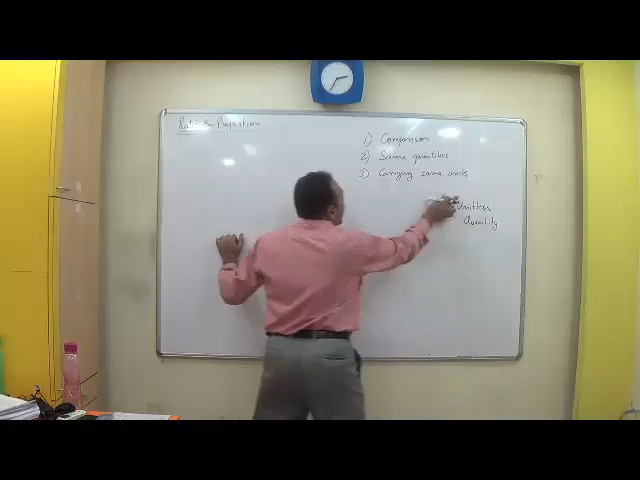 Ratio & Proportion
1) Comparison
2) Same quantities
3) Carrying same units
Unitless
Quantity